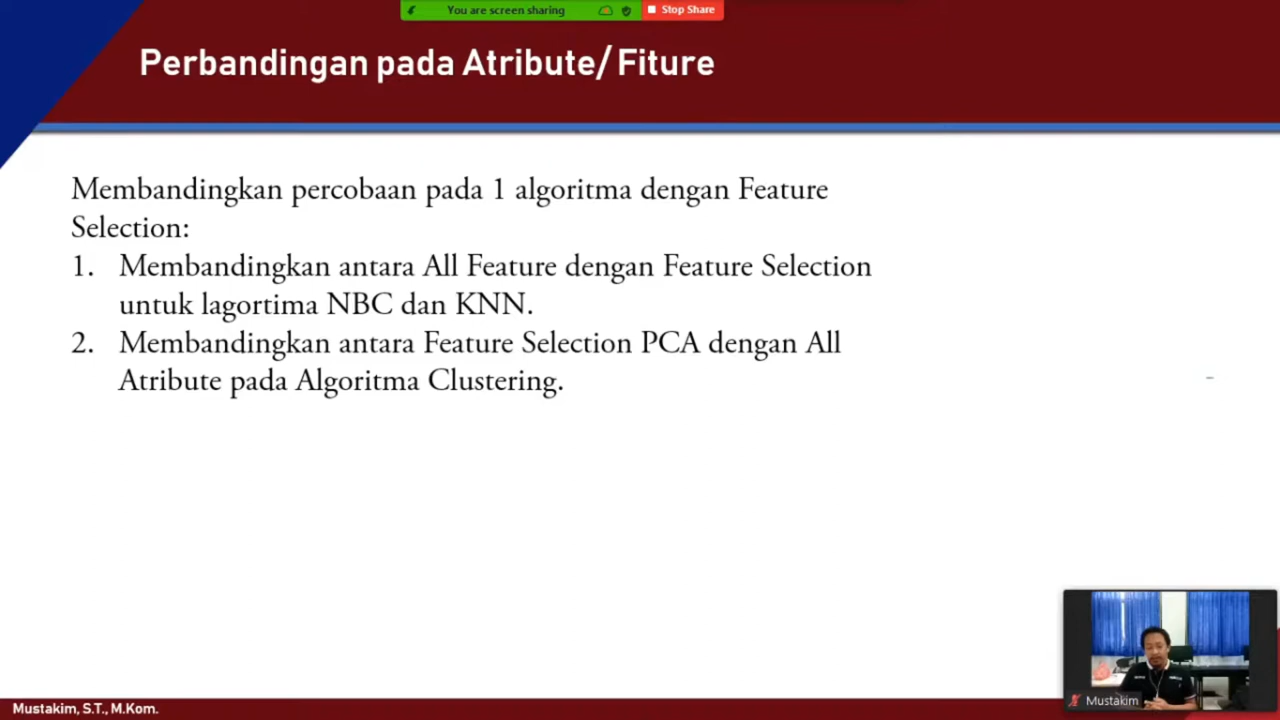 You are screen sharing
Stop Share
Perbandingan pada Atribute/ Fiture
Membandingkan percobaan pada 1 algoritma dengan Feature
Selection:
1. Membandingkan antara All Feature dengan Feature Selection
untuk lagortima NBC dan KNN.
2. Membandingkan antara Feature Selection PCA dengan All
Atribute pada Algoritma Clustering.
Mustakim
Mustakim, S.T., M.Kom.